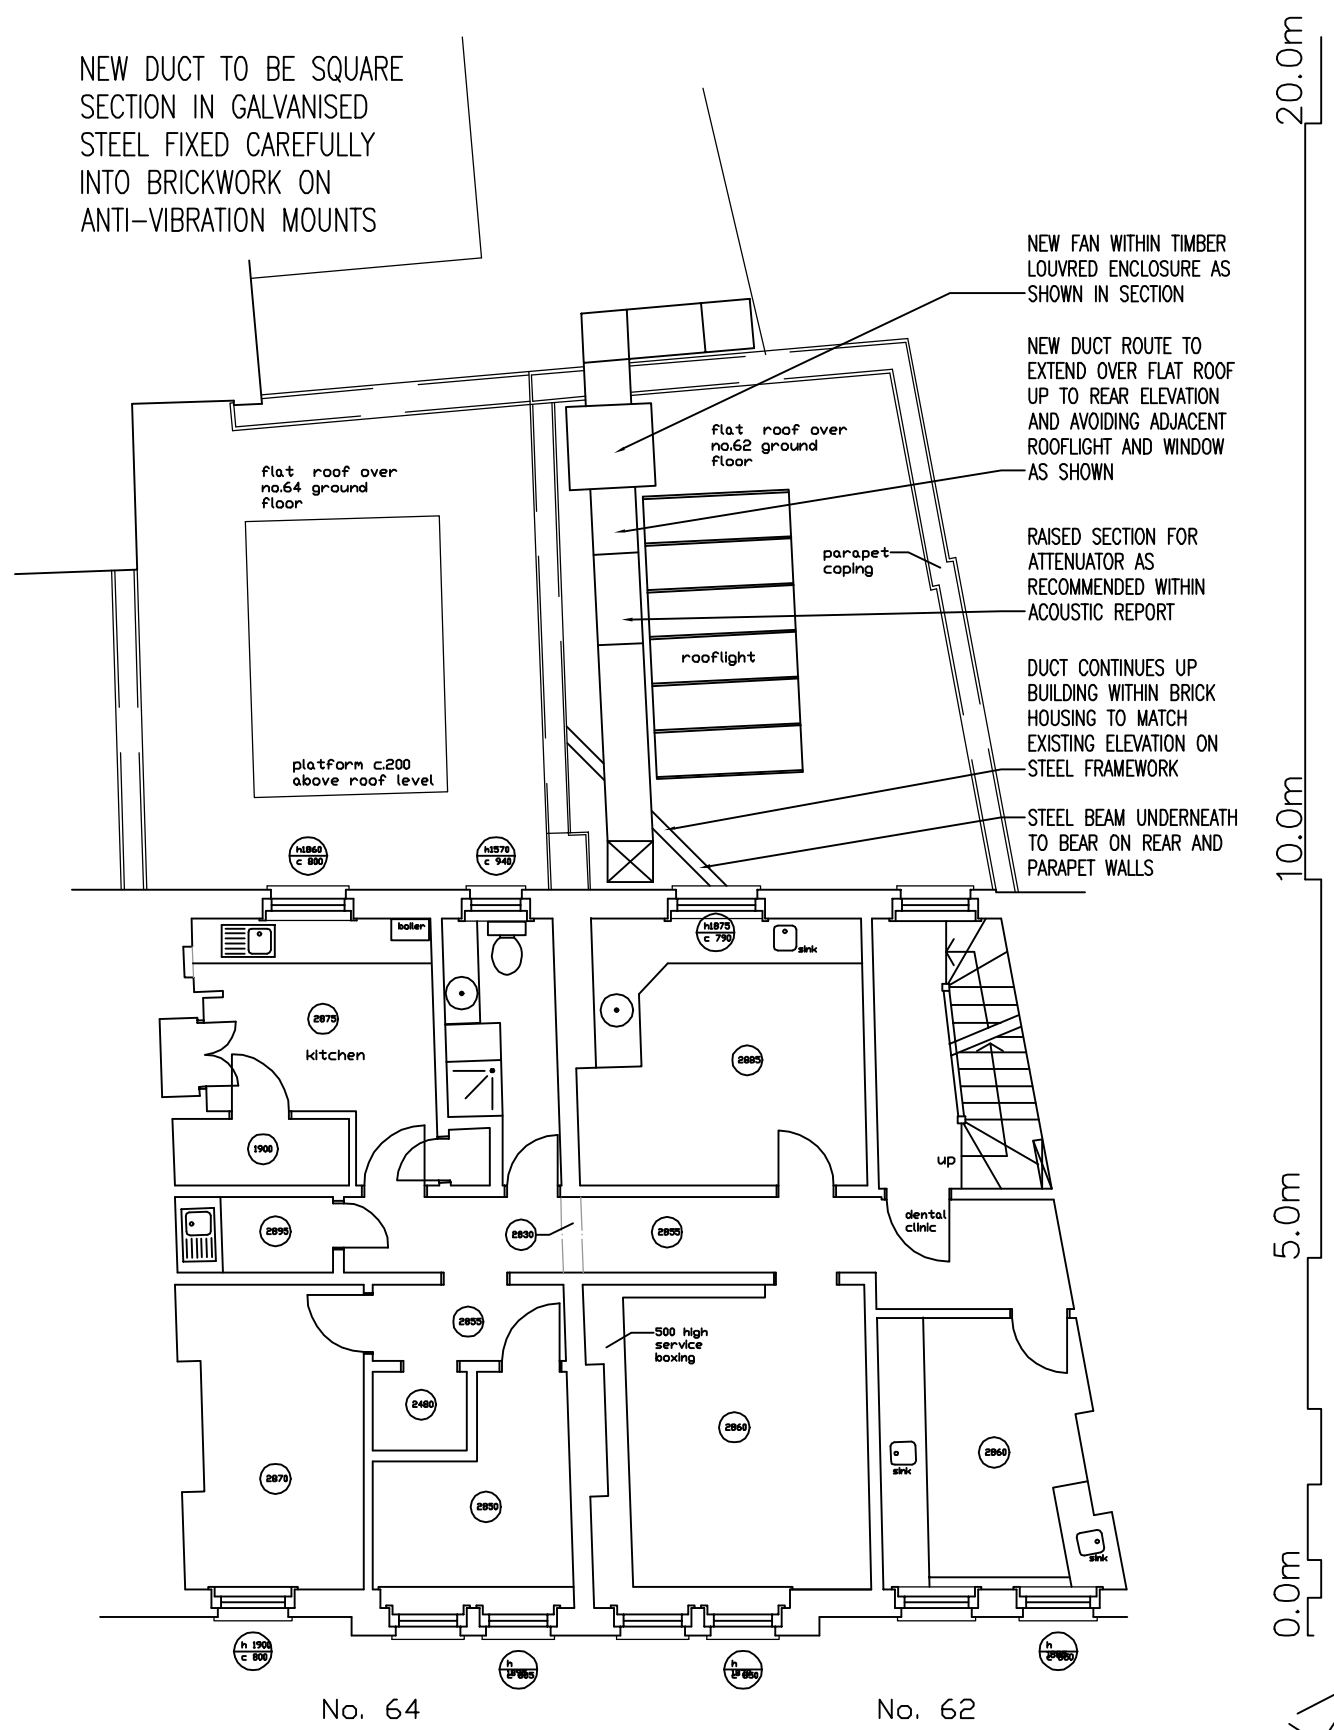 NEW DUCT TO BE SQUARE
SECTION IN GALVANISED
STEEL FIXED CAREFULLY
INTO BRICKWORK ON
ANTI-VIBRATION MOUNTS
20.0m
NEW FAN WITHIN TIMBER
LOUVRED ENCLOSURE AS
SHOWN IN SECTION
NEW DUCT ROUTE TO
EXTEND OVER FLAT ROOF
UP TO REAR ELEVATION
AND AVOIDING ADJACENT
ROOFLIGHT AND WINDOW
AS SHOWN
flat roof over
no.62 ground
floor
flat roof over
no.64 ground
floor
RAISED SECTION FOR
ATTENUATOR AS
RECOMMENDED WITHIN
ACOUSTIC REPORT
parapet
coping
rooflight
DUCT CONTINUES UP
BUILDING WITHIN BRICK
HOUSING TO MATCH
EXISTING ELEVATION ON
STEEL FRAMEWORK
platform c.200
above roof level
10.0m
STEEL BEAM UNDERNEATH
TO BEAR ON REAR AND
PARAPET WALLS
h1860
c 800
h1570
c 940
boiler
h1875
c 790
sink
2875
kitchen
2885
1900
up
5.0m
dental
clinic
2895
2830
2855
2855
500 high
service
boxing
2480
2860
2860
sink
2870
2850
sink
0.0m
h 1900
c 800
h
c 805
h
c 850
h
No. 64
No. 62